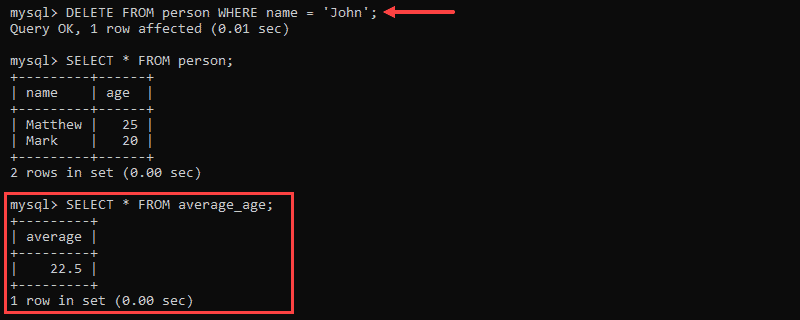 mysql> DELETE FROM person WHERE name = 'John';
Query OK, 1 row affected (0.01 sec)
mysql> SELECT * FROM person;
+---------+------+
| name    | age  |
+---------+------+
| Matthew |   25 |
| Mark    |   20 |
+---------+------+
2 rows in set (0.00 sec)
mysql> SELECT * FROM average_age;
+---------+
| average |
+---------+
|    22.5 |
+---------+
1 row in set (0.00 sec)